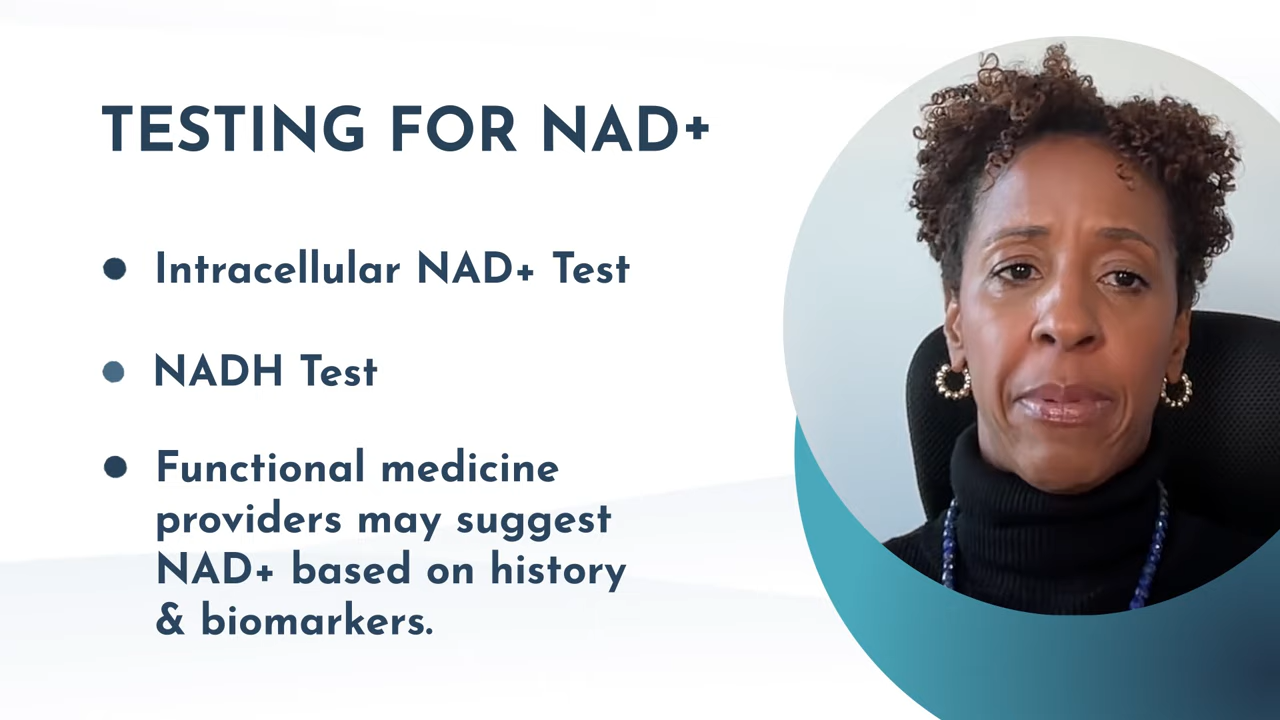 TESTING FOR NAD+
Intracellular NAD+ Test
NADH Test
Functional medicine
providers may suggest
NAD+ based on history
& biomarkers.